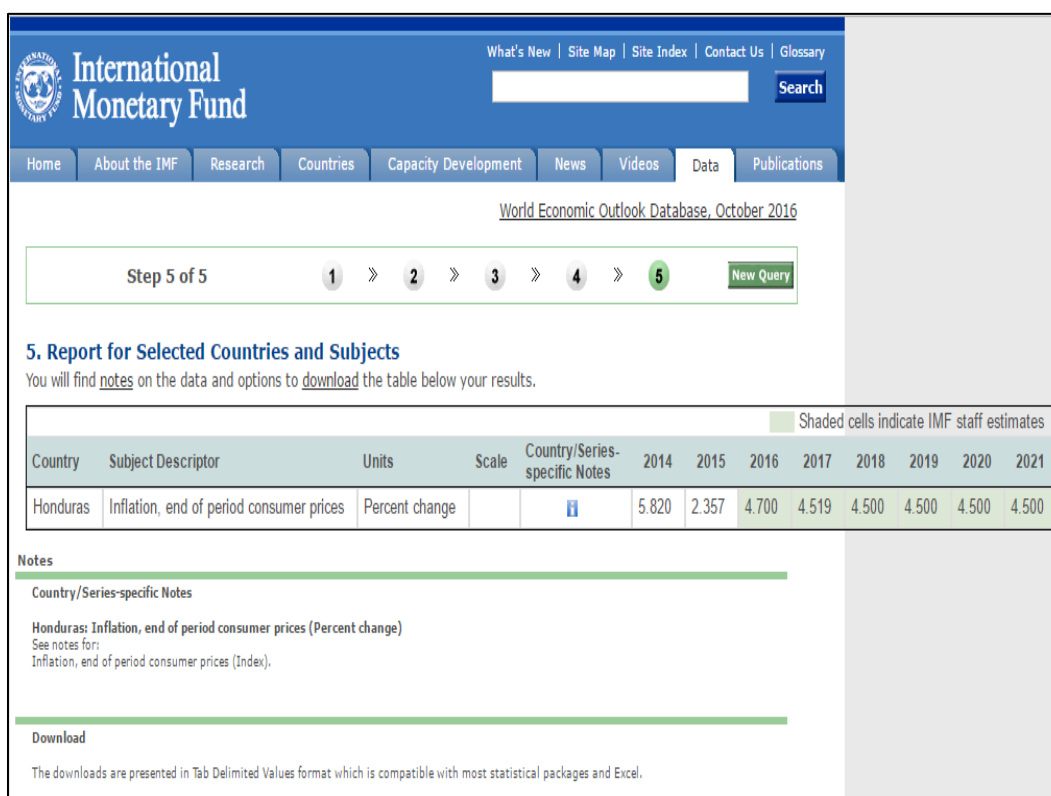 What's New | Site Map | Site Index | Contact Us | Glossary
International
Monetary Fund
Search
Home About the IMF Research Countries Capacity Development News Videos Data Publications
World Economic Outlook Database, October 2016
Step 5 of 5 1 » 2 » 3 » 4 » 5 New Query
5. Report for Selected Countries and Subjects
You will find notes on the data and options to download the table below your results.
Shaded cells indicate IMF staff estimates
Country Subject Descriptor Units Scale Country/Series-specific Notes 2014 2015 2016 2017 2018 2019 2020 2021
Honduras Inflation, end of period consumer prices Percent change i 5.820 2.357 4.700 4.519 4.500 4.500 4.500 4.500
Notes
Country/Series-specific Notes
Honduras: Inflation, end of period consumer prices (Percent change)
See notes for:
Inflation, end of period consumer prices (Index).
Download
The downloads are presented in Tab Delimited Values format which is compatible with most statistical packages and Excel.